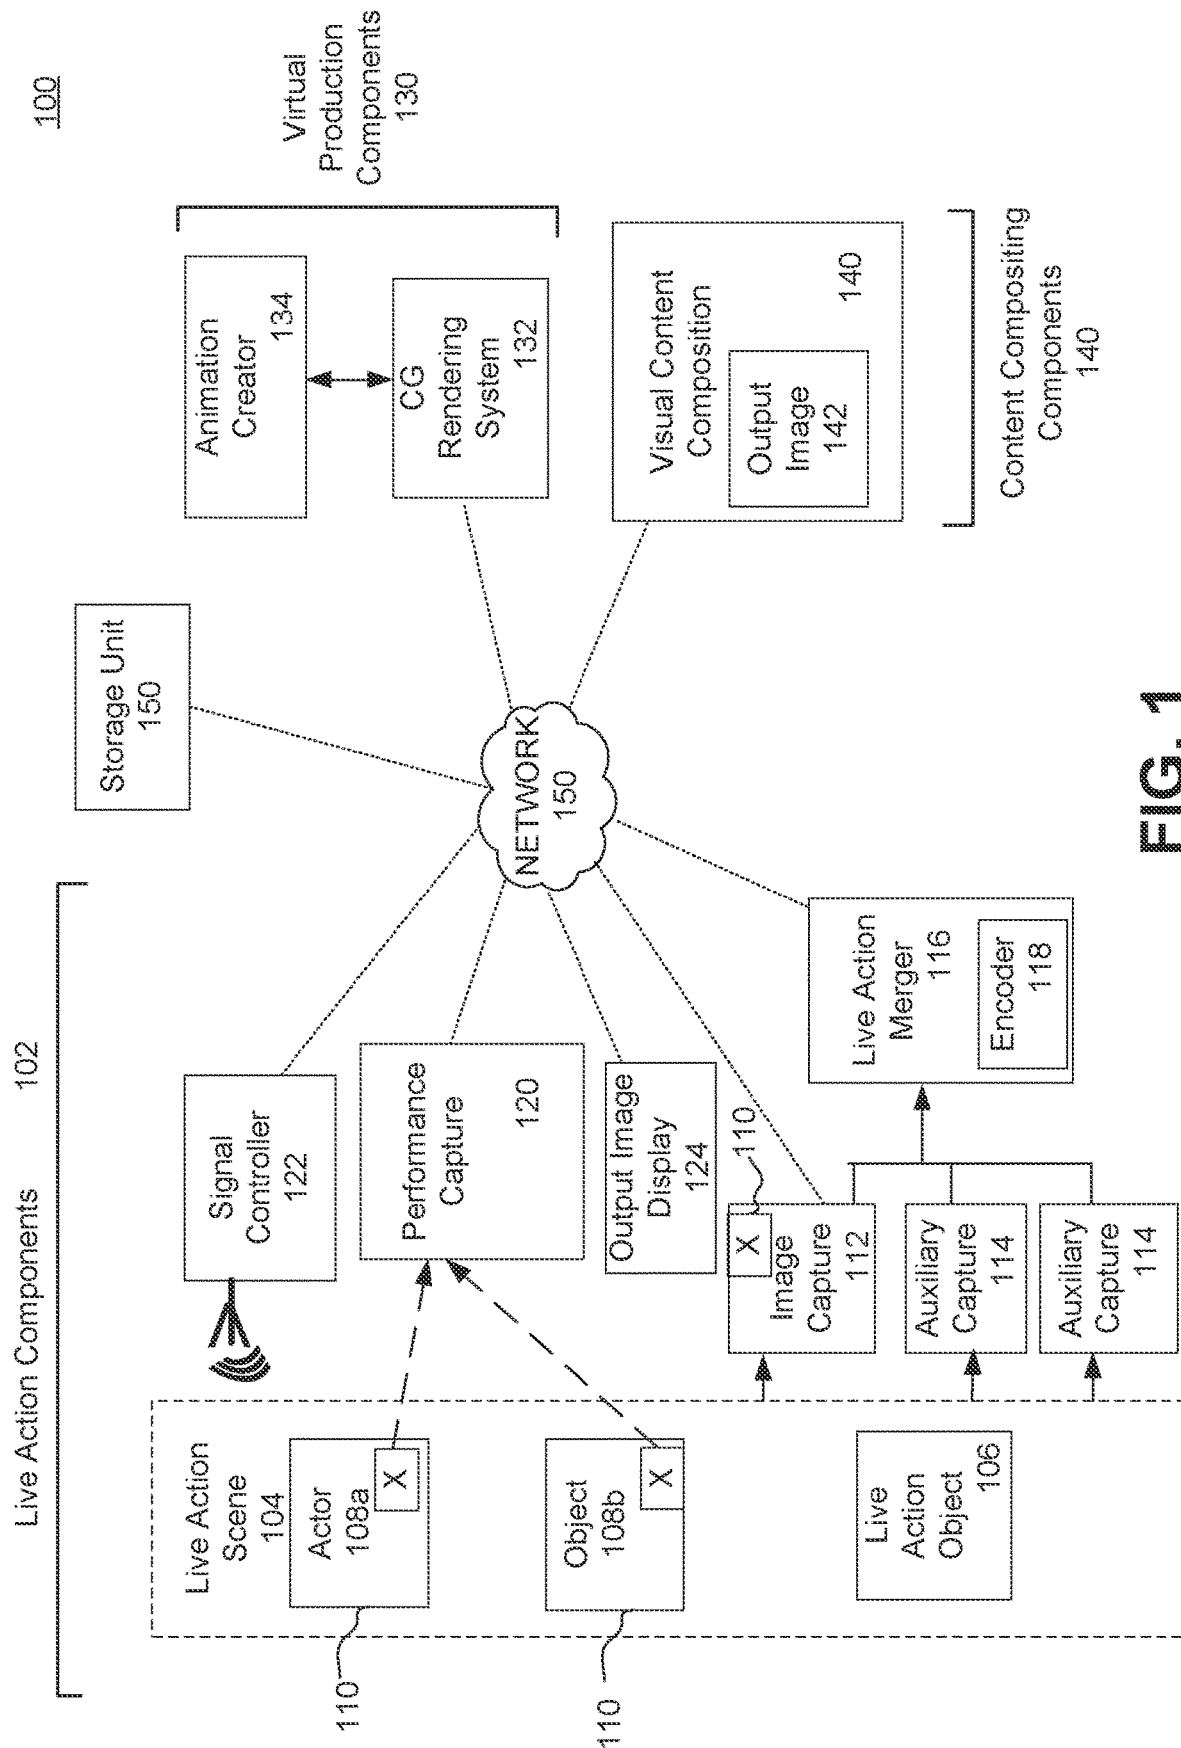 100
Live Action Components 102
Live Action
Scene
104
Actor
108a
X
110
Object
108b
X
110
Live
Action
Object
106
Signal
Controller
122
Performance
Capture
120
Output Image
Display
124
X
110
Image
Capture
112
Auxiliary
Capture
114
Auxiliary
Capture
114
Live Action
Merger
116
Encoder
118
Storage Unit
150
NETWORK
150
Animation
Creator
134
CG
Rendering
System
132
Virtual
Production
Components
130
Visual Content
Composition
140
Output
Image
142
Content Compositing
Components
140
FIG. 1